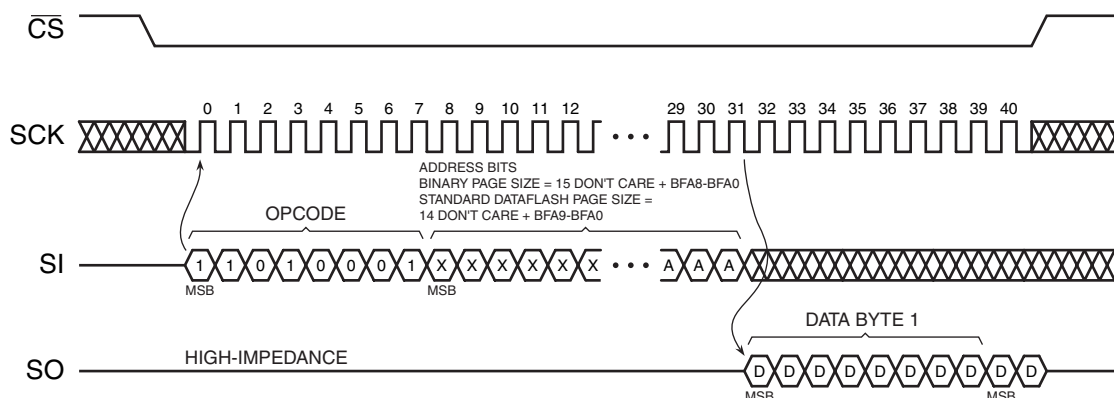 CS
0 1 2 3 4 5 6 7 8 9 10 11 12 29 30 31 32 33 34 35 36 37 38 39 40
SCK
• • •
ADDRESS BITS
BINARY PAGE SIZE = 15 DON'T CARE + BFA8-BFA0
STANDARD DATAFLASH PAGE SIZE =
14 DON'T CARE + BFA9-BFA0
OPCODE
SI 1 1 0 1 0 0 0 1 X X X X X X • • • A A A
MSB MSB
DATA BYTE 1
HIGH-IMPEDANCE
SO D D D D D D D D D D
MSB MSB